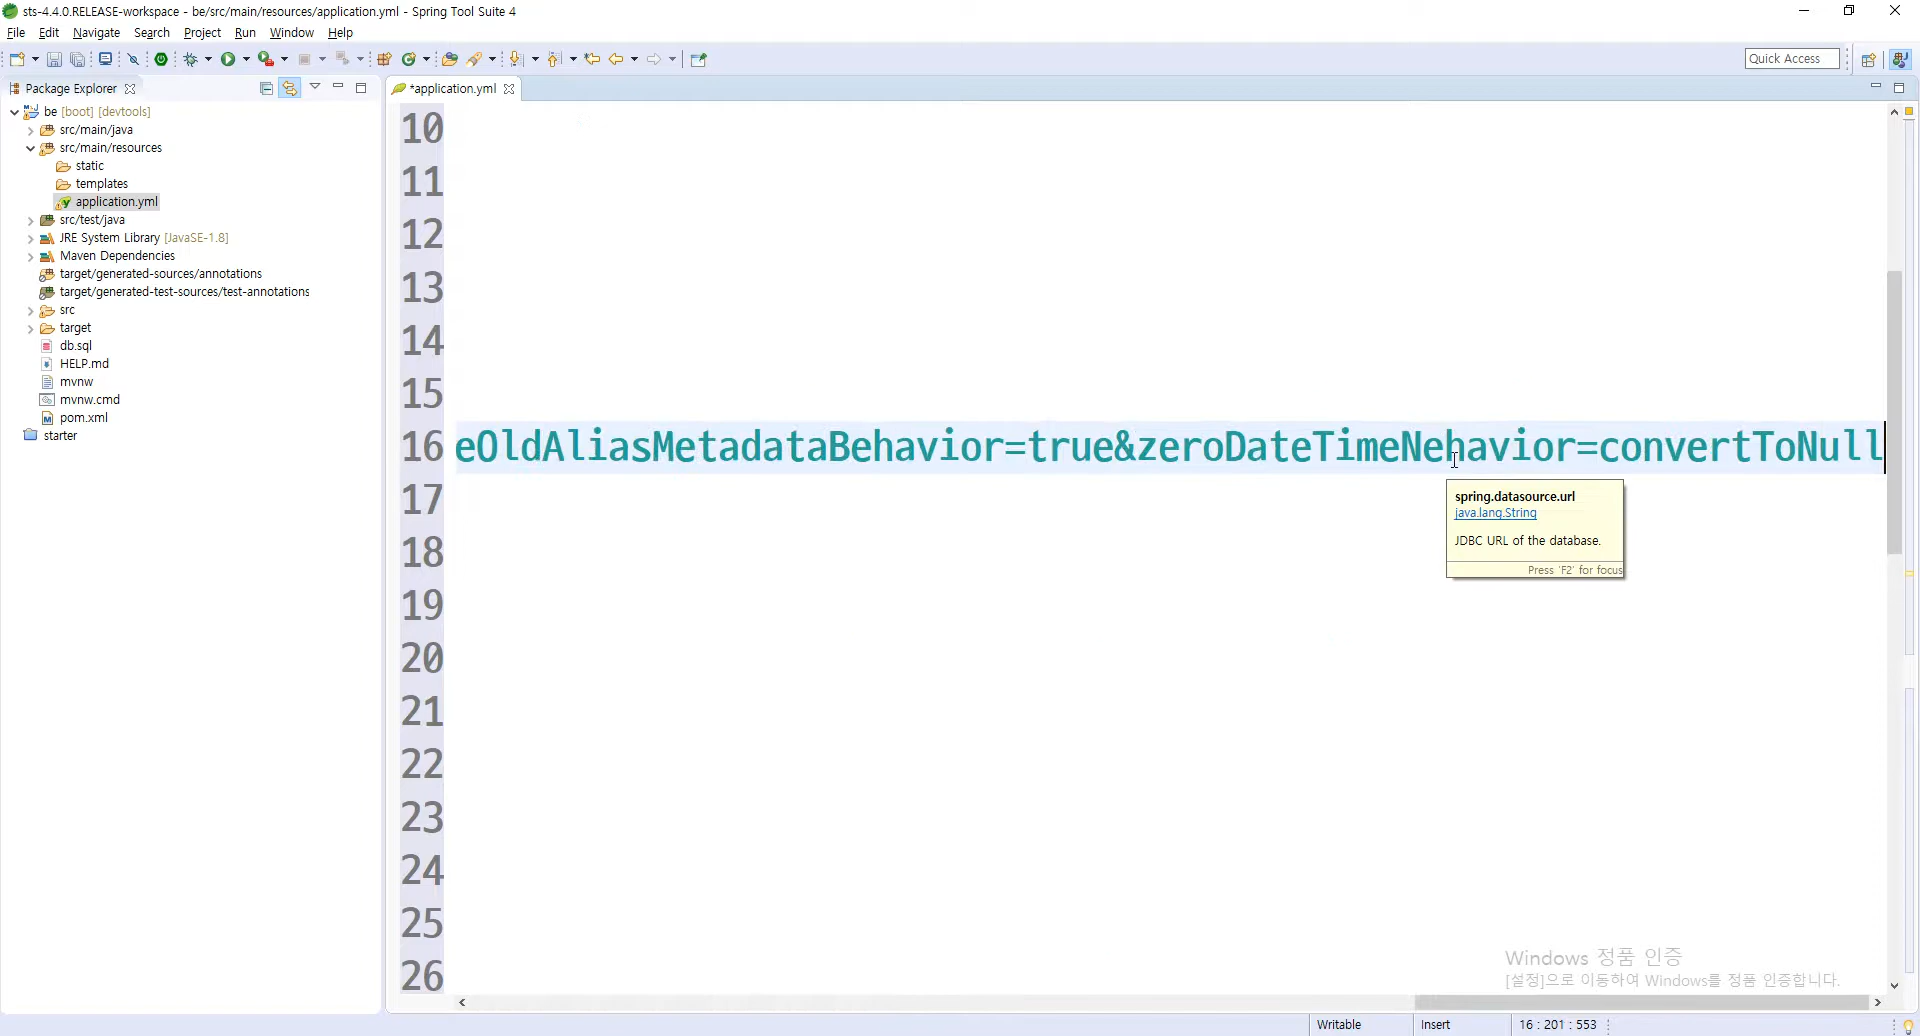 sts-4.4.0.RELEASE-workspace - be/src/main/resources/application.yml - Spring Tool Suite 4
File Edit Navigate Search Project Run Window Help
Quick Access
Package Explorer
*application.yml
be [boot] [devtools]
src/main/java
src/main/resources
static
templates
application.yml
src/test/java
JRE System Library [JavaSE-1.8]
Maven Dependencies
target/generated-sources/annotations
target/generated-test-sources/test-annotations
src
target
db.sql
HELP.md
mvnw
mvnw.cmd
pom.xml
starter
10
11
12
13
14
15
16 eOldAliasMetadataBehavior=true&zeroDateTimeNehavior=convertToNull
17
18
19
20
21
22
23
24
25
26
spring.datasource.url
java.lang.String
JDBC URL of the database.
Press 'F2' for focus
Windows 정품 인증
[설정]으로 이동하여 Windows를 정품 인증합니다.
Writable Insert 16 : 201 : 553